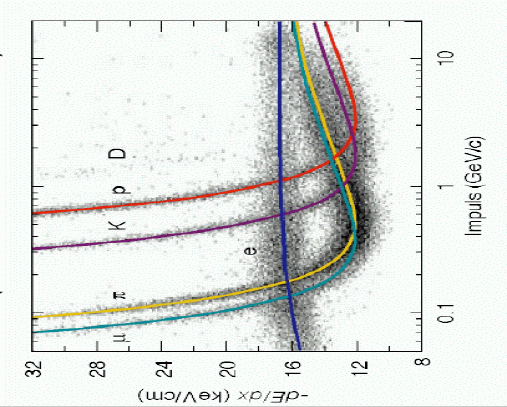 32
28
24
20
16
12
8
-dE/dx (keV/cm)
μ
π
K
p
D
e
0.1
1
10
Impuls (GeV/c)